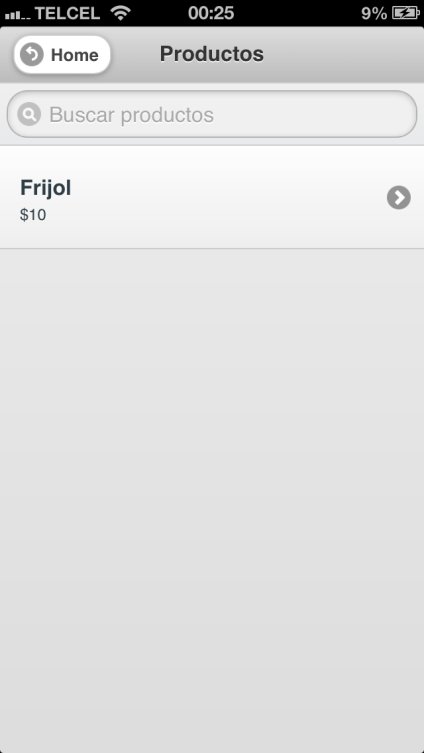 TELCEL 00:25 9%
Home Productos
Buscar productos
Frijol
$10